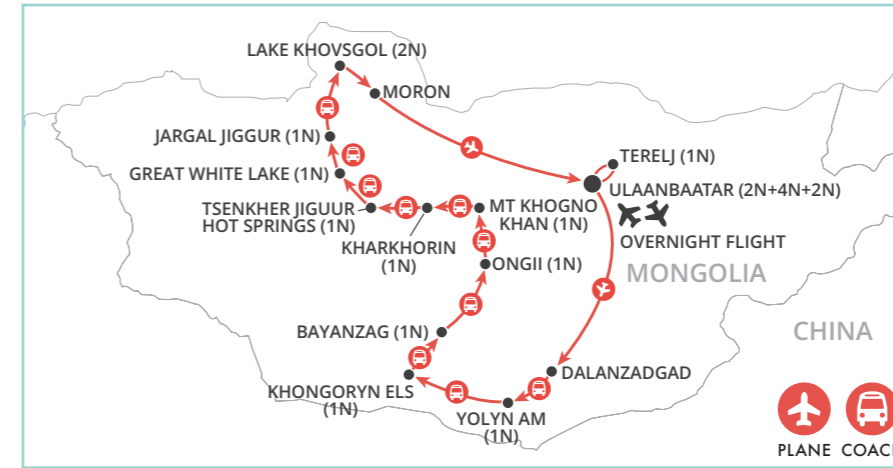 LAKE KHOVSGOL (2N)
MORON
JARGAL JIGGUR (1N)
TERELJ (1N)
GREAT WHITE LAKE (1N)
ULAANBAATAR (2N+4N+2N)
TSENKHER JIGUUR
HOT SPRINGS (1N)
MT KHOGNO
KHAN (1N)
KHARKHORIN
(1N)
OVERNIGHT FLIGHT
ONGII (1N)
MONGOLIA
BAYANZAG (1N)
CHINA
DALANZADGAD
KHONGORYN ELS
(1N)
YOLYN AM
(1N)
PLANE COACH